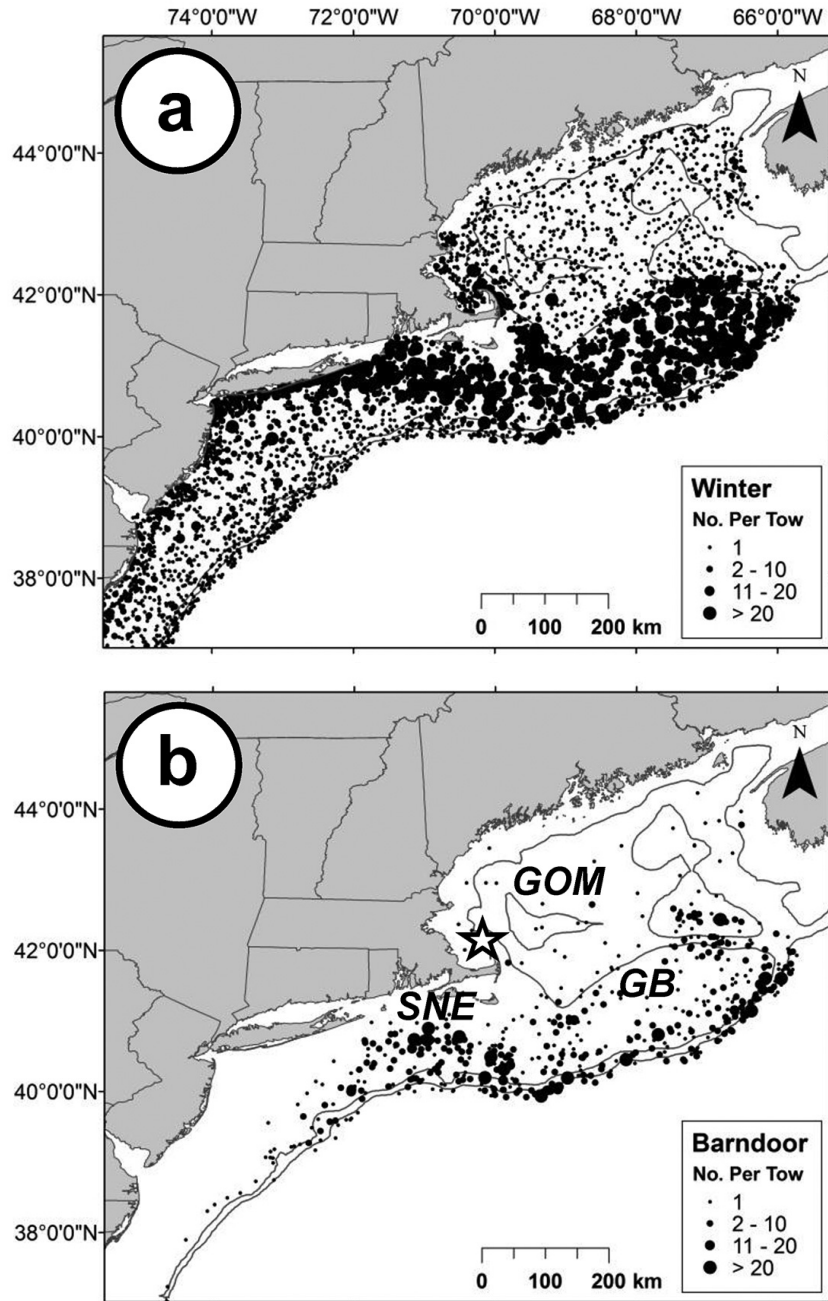 74°0'0"W 72°0'0"W 70°0'0"W 68°0'0"W 66°0'0"W
a
N
44°0'0"N
42°0'0"N
40°0'0"N
38°0'0"N
Winter
No. Per Tow
1
2 - 10
11 - 20
> 20
0 100 200 km
b
N
44°0'0"N
GOM
42°0'0"N
GB
SNE
40°0'0"N
38°0'0"N
Barndoor
No. Per Tow
1
2 - 10
11 - 20
> 20
0 100 200 km